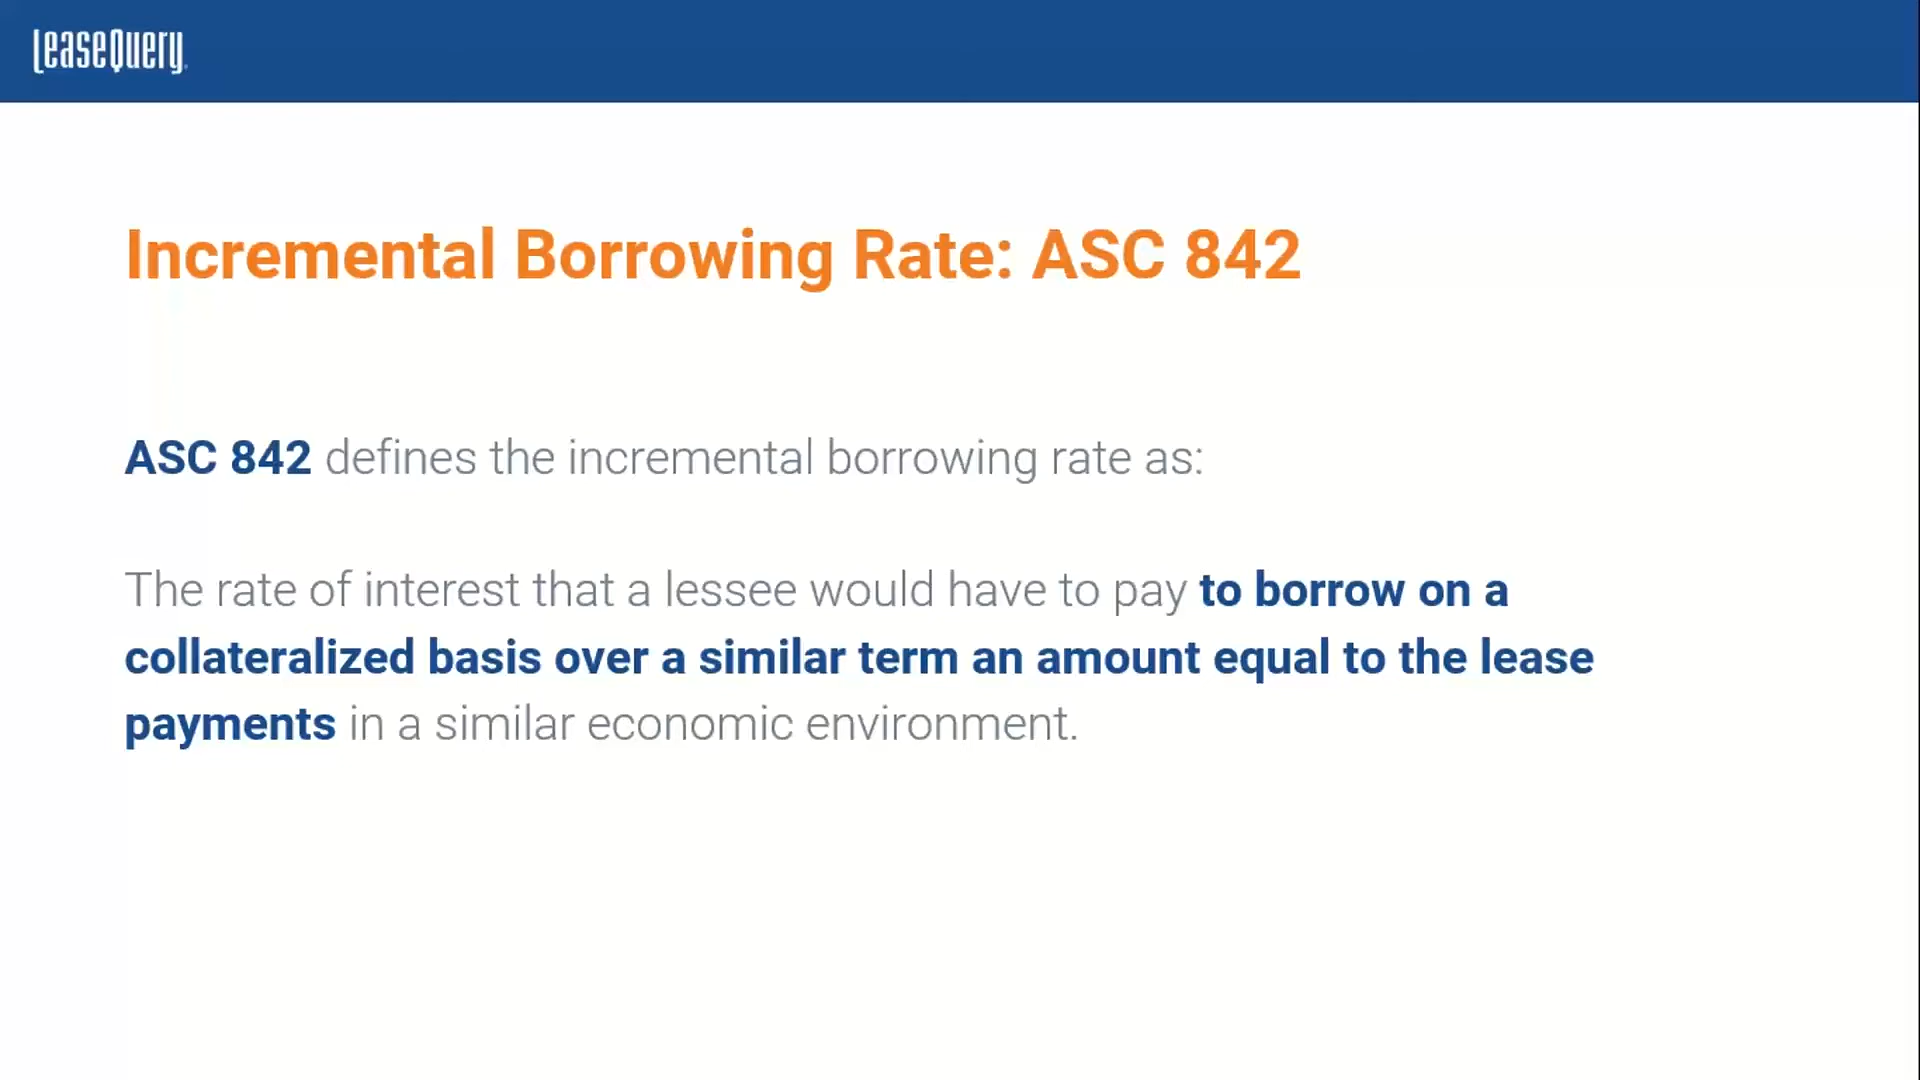 LeaseQuery
Incremental Borrowing Rate: ASC 842
ASC 842 defines the incremental borrowing rate as:
The rate of interest that a lessee would have to pay to borrow on a
collateralized basis over a similar term an amount equal to the lease
payments in a similar economic environment.